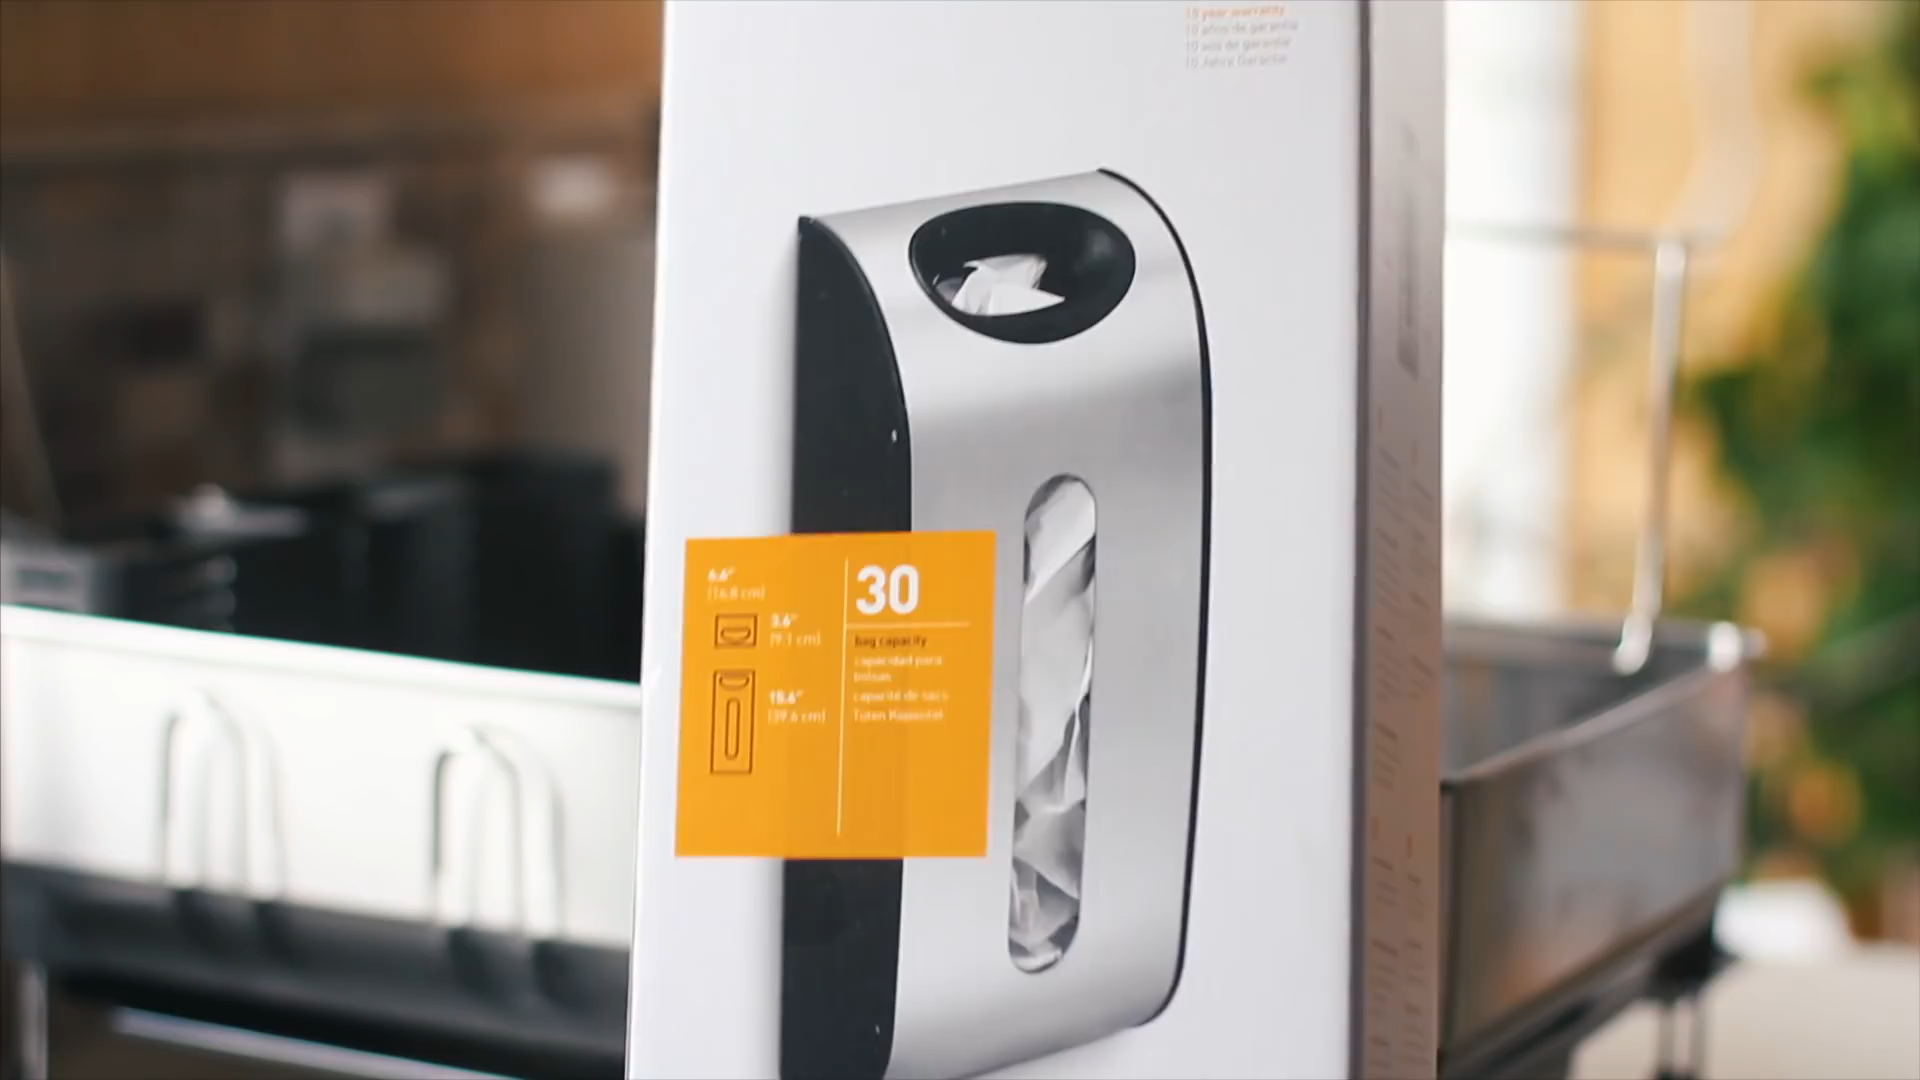 10 year warranty
10 años de garantía
10 ans de garantie
10 Jahre Garantie
6.6"
(16.8 cm)
3.6"
(9.1 cm)
15.6"
(39.6 cm)
30
bag capacity
capacidad para
bolsas
capacité de sacs
Tüten Kapazität